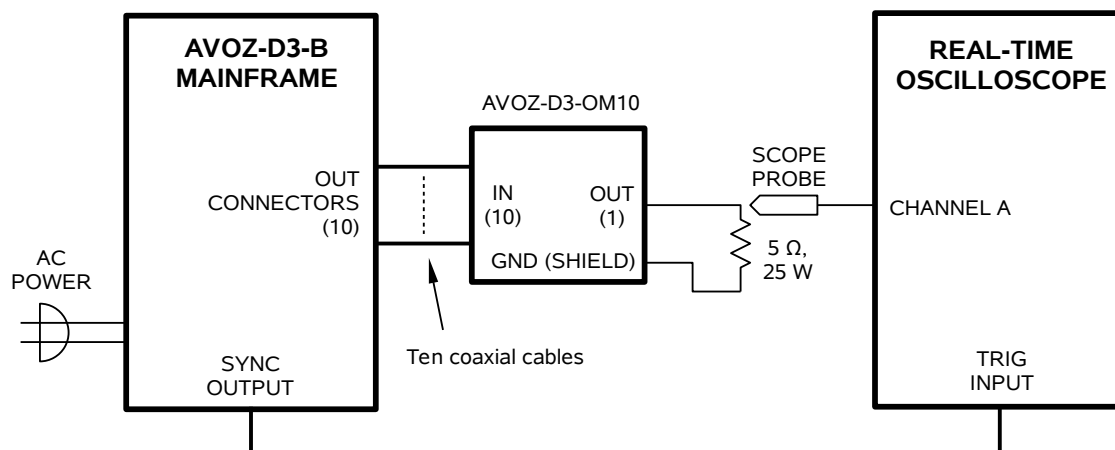 AVOZ-D3-B
MAINFRAME
REAL-TIME
OSCILLOSCOPE
AVOZ-D3-OM10
SCOPE
PROBE
OUT
CONNECTORS
(10)
IN
(10)
OUT
(1)
CHANNEL A
GND (SHIELD)
5 Ω,
25 W
AC
POWER
Ten coaxial cables
SYNC
OUTPUT
TRIG
INPUT